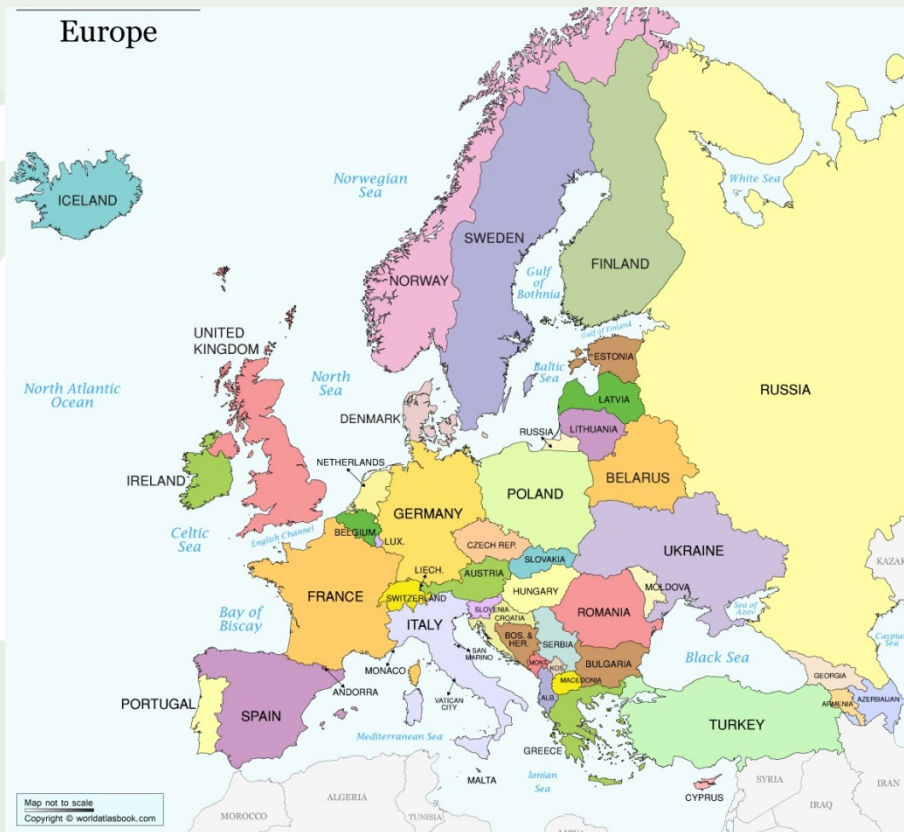 Europe
ICELAND
Norwegian
Sea
White Sea
SWEDEN
FINLAND
NORWAY
Gulf
of
Bothnia
UNITED
KINGDOM
Gulf of Finland
ESTONIA
North Atlantic
Ocean
North
Sea
Baltic
Sea
RUSSIA
LATVIA
DENMARK
LITHUANIA
RUSSIA
NETHERLANDS
IRELAND
BELARUS
POLAND
GERMANY
Celtic
Sea
English Channel
BELGIUM
LUX.
CZECH REP.
UKRAINE
SLOVAKIA
LIECH.
AUSTRIA
MOLDOVA
HUNGARY
FRANCE
SWITZERLAND
ROMANIA
Bay of
Biscay
ITALY
SLOVENIA
CROATIA
Sea of
Azov
BOS. &
HER.
SERBIA
SAN
MARINO
Black Sea
Caspian
Sea
MONACO
MONT.
KOS.
BULGARIA
GEORGIA
ANDORRA
MACEDONIA
PORTUGAL
SPAIN
VATICAN
CITY
ALB.
ARMENIA
AZERBAIJAN
TURKEY
Mediterranean Sea
GREECE
MALTA
Ionian
Sea
CYPRUS
SYRIA
IRAN
IRAQ
ALGERIA
MOROCCO
TUNISIA
Map not to scale
Copyright © worldatlasbook.com